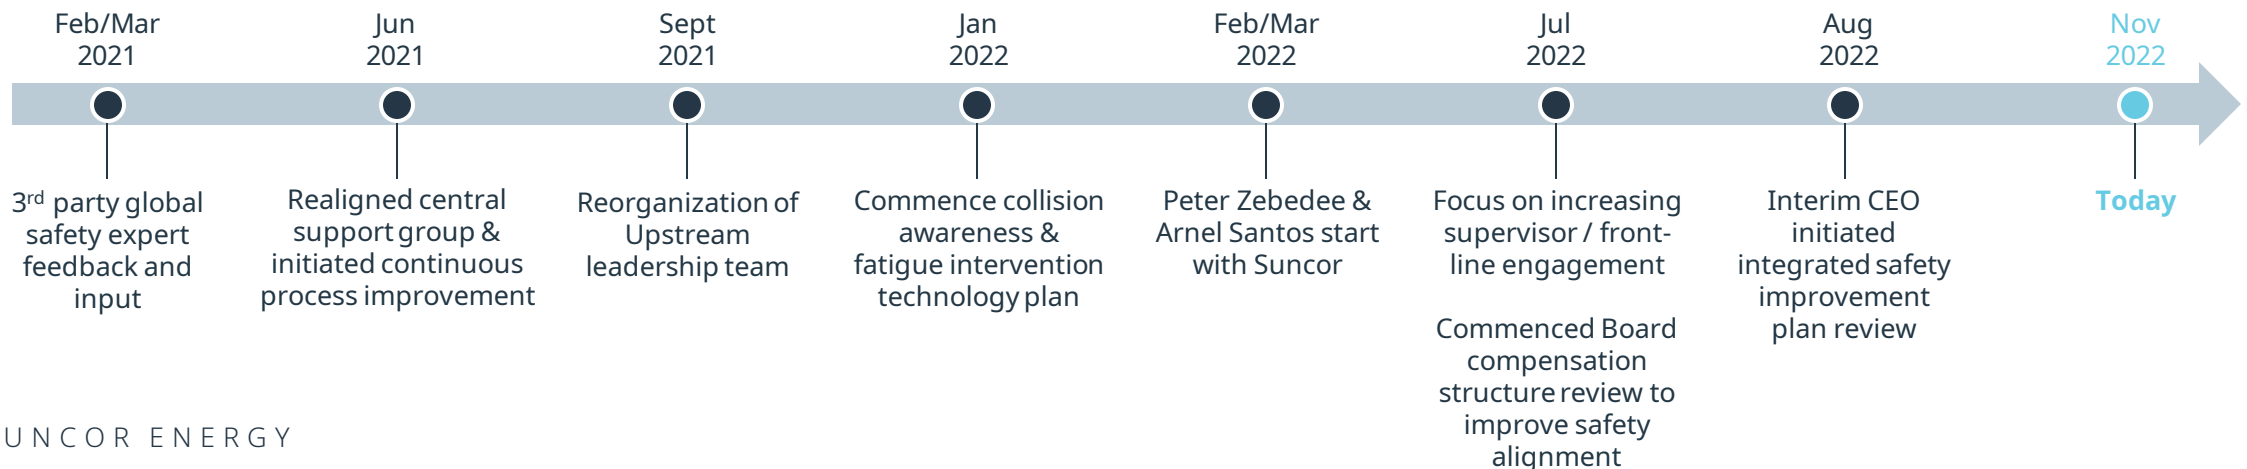 Feb/Mar
2021
Jun
2021
Sept
2021
Jan
2022
Feb/Mar
2022
Jul
2022
Aug
2022
Nov
2022
3rd party global
safety expert
feedback and
input
Realigned central
support group &
initiated continuous
process improvement
Reorganization of
Upstream
leadership team
Commence collision
awareness &
fatigue intervention
technology plan
Peter Zebedee &
Arnel Santos start
with Suncor
Focus on increasing
supervisor / front-
line engagement
Commenced Board
compensation
structure review to
improve safety
alignment
Interim CEO
initiated
integrated safety
improvement
plan review
Today
UNCOR ENERGY